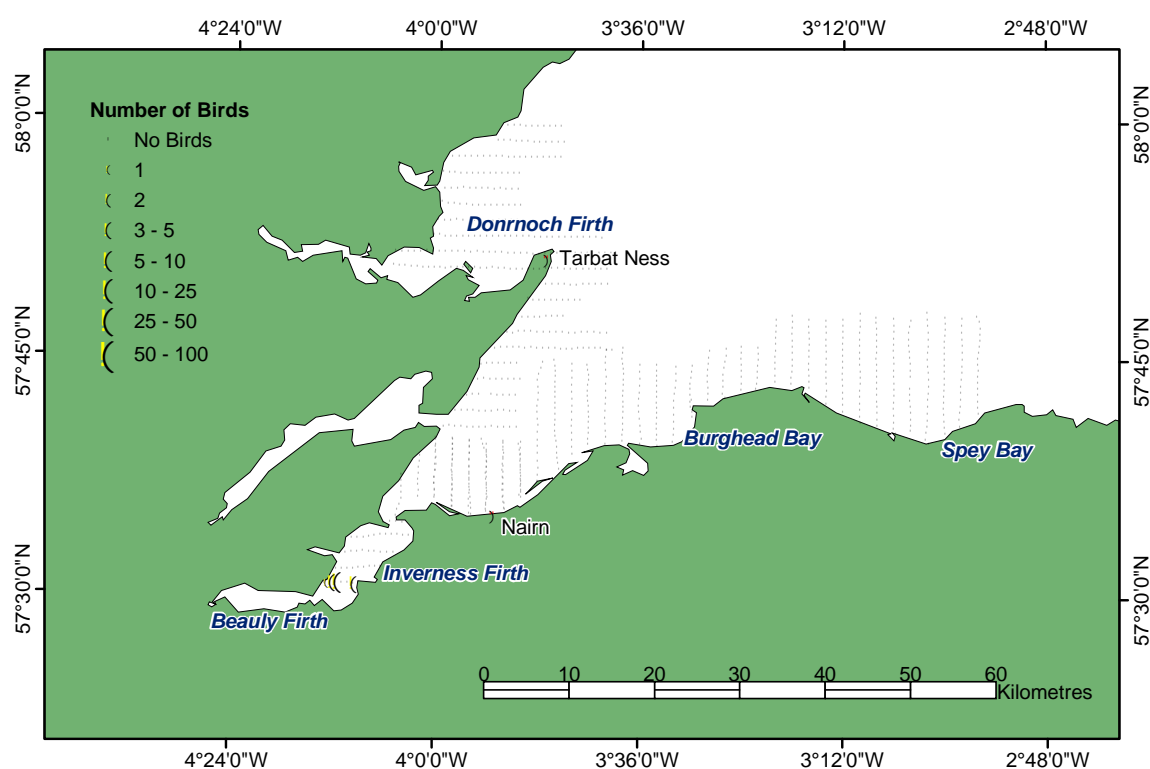 4°24'0"W 4°0'0"W 3°36'0"W 3°12'0"W 2°48'0"W
58°0'0"N
57°45'0"N
57°30'0"N
Number of Birds
No Birds
1
2
3 - 5
5 - 10
10 - 25
25 - 50
50 - 100
Donrnoch Firth
Tarbat Ness
Burghead Bay
Spey Bay
Nairn
Inverness Firth
Beauly Firth
0 10 20 30 40 50 60
Kilometres
58°0'0"N
57°45'0"N
57°30'0"N
4°24'0"W 4°0'0"W 3°36'0"W 3°12'0"W 2°48'0"W